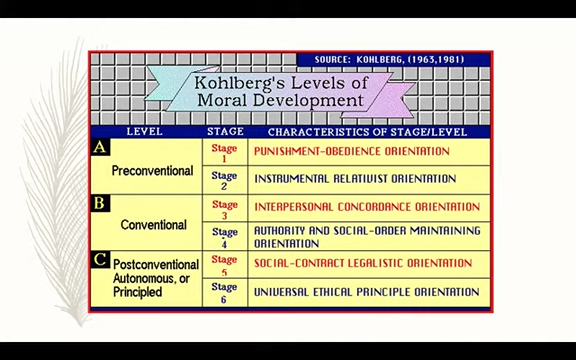 SOURCE: KOHLBERG, (1963,1981)
Kohlberg's Levels of
Moral Development
LEVEL STAGE CHARACTERISTICS OF STAGE/LEVEL
A
Preconventional
Stage
1
PUNISHMENT-OBEDIENCE ORIENTATION
Stage
2
INSTRUMENTAL RELATIVIST ORIENTATION
B
Conventional
Stage
3
INTERPERSONAL CONCORDANCE ORIENTATION
Stage
4
AUTHORITY AND SOCIAL-ORDER MAINTAINING
ORIENTATION
C
Postconventional
Autonomous, or
Principled
Stage
5
SOCIAL-CONTRACT LEGALISTIC ORIENTATION
Stage
6
UNIVERSAL ETHICAL PRINCIPLE ORIENTATION